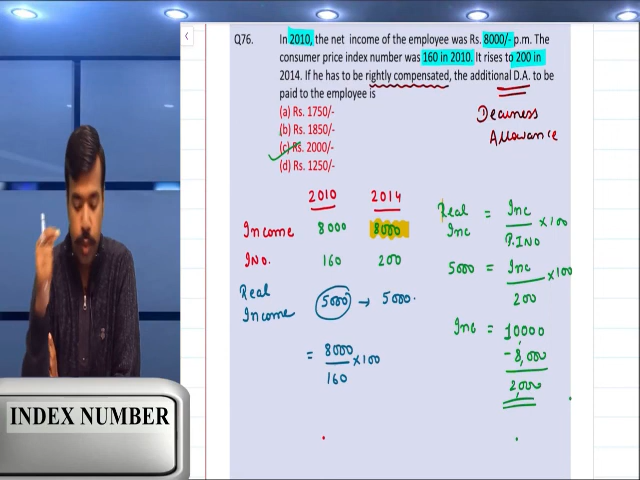 Q76. In 2010, the net income of the employee was Rs. 8000/- p.m. The
consumer price index number was 160 in 2010. It rises to 200 in
2014. If he has to be rightly compensated, the additional D.A. to be
paid to the employee is
(a) Rs. 1750/-
(b) Rs. 1850/-
(c) Rs. 2000/-
(d) Rs. 1250/-
Dearness
Allowance
2010 2014
Income 8000 8000
INO. 160 200
Real
Income 5000 → 5000.
= 8000
160 ×100
Real
Inc = Inc
P.INO ×100
5000 = Inc
200 ×100
Inc = 10000
- 8,000
2,000
INDEX NUMBER